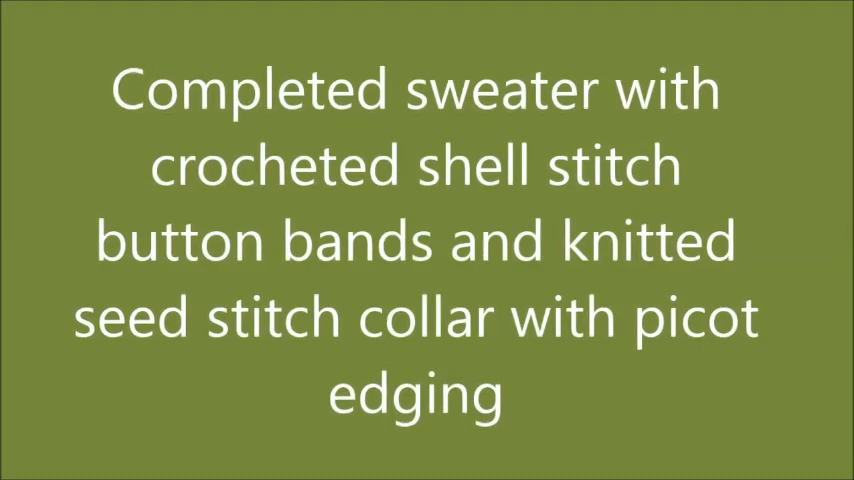 Completed sweater with
crocheted shell stitch
button bands and knitted
seed stitch collar with picot
edging